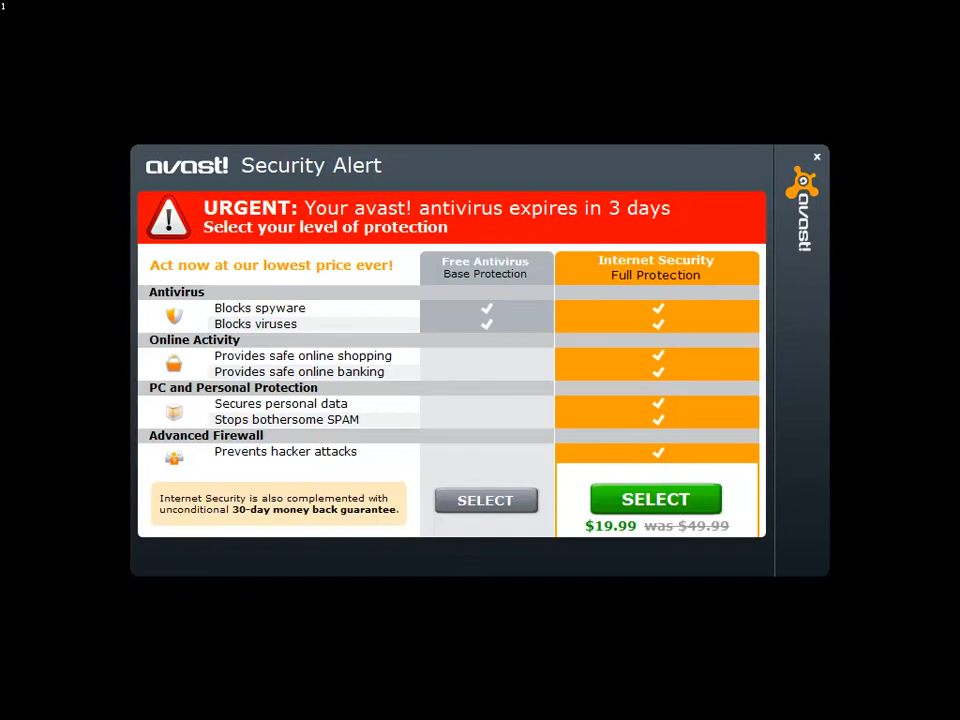 1
avast! Security Alert
x
URGENT: Your avast! antivirus expires in 3 days
Select your level of protection
avast!
Act now at our lowest price ever!
Free Antivirus
Base Protection
Internet Security
Full Protection
Antivirus
Blocks spyware
Blocks viruses
Online Activity
Provides safe online shopping
Provides safe online banking
PC and Personal Protection
Secures personal data
Stops bothersome SPAM
Advanced Firewall
Prevents hacker attacks
Internet Security is also complemented with
unconditional 30-day money back guarantee.
SELECT
SELECT
$19.99 was $49.99